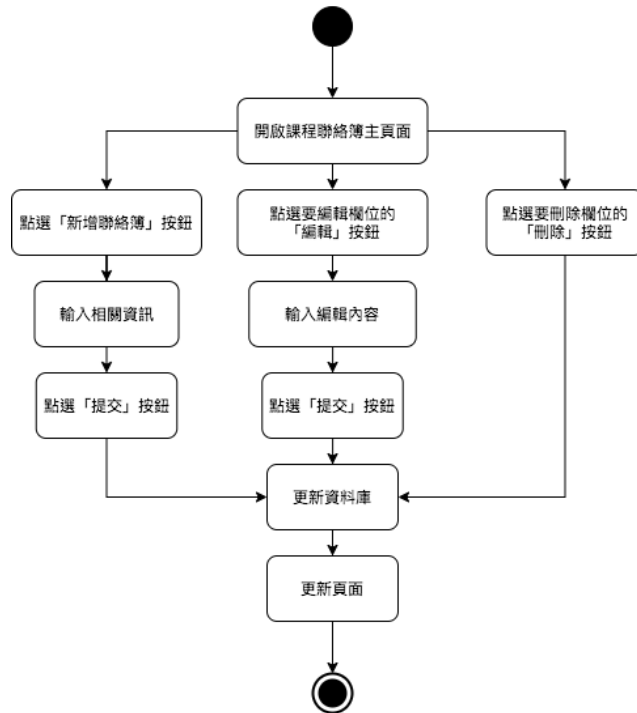 開啟課程聯絡簿主頁面
點選「新增聯絡簿」按鈕
點選要編輯欄位的
「編輯」按鈕
點選要刪除欄位的
「刪除」按鈕
輸入相關資訊
輸入編輯內容
點選「提交」按鈕
點選「提交」按鈕
更新資料庫
更新頁面